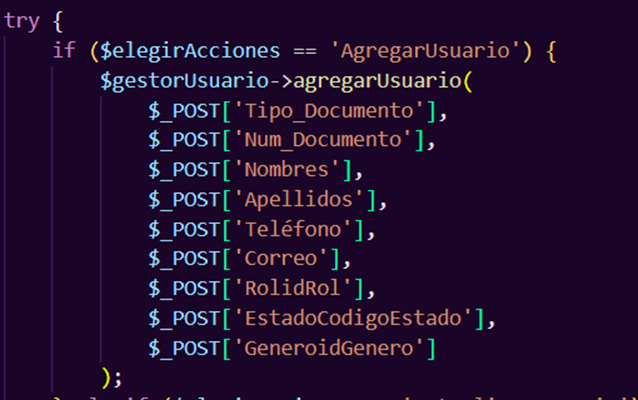 try {
if ($elegirAcciones == 'AgregarUsuario') {
$gestorUsuario->agregarUsuario(
$_POST['Tipo_Documento'],
$_POST['Num_Documento'],
$_POST['Nombres'],
$_POST['Apellidos'],
$_POST['Teléfono'],
$_POST['Correo'],
$_POST['RolidRol'],
$_POST['EstadoCodigoEstado'],
$_POST['GeneroidGenero']
);